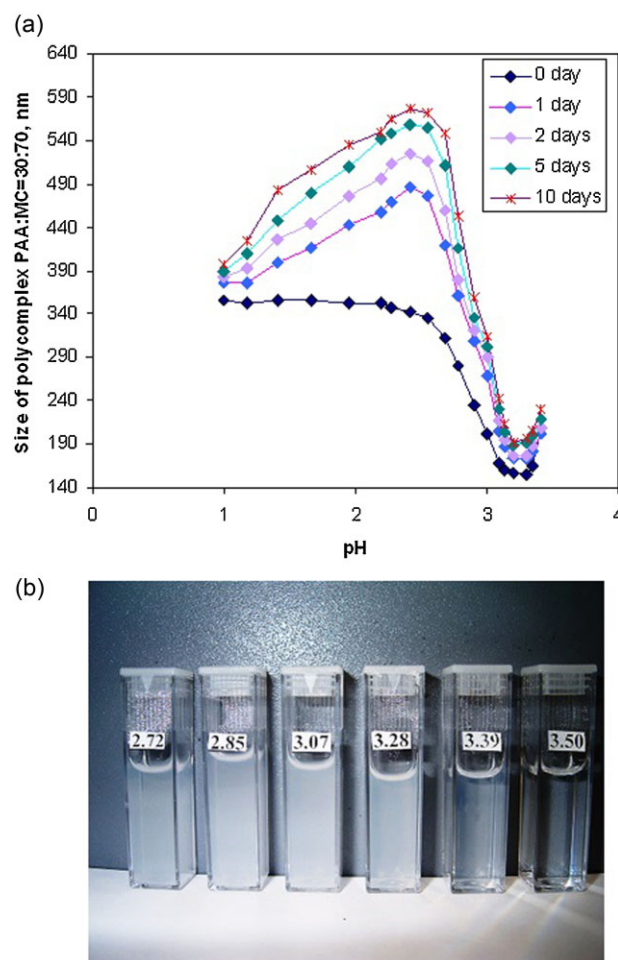 (a)
Size of polycomplex PAA:MC=30:70, nm
640
590
540
490
440
390
340
290
240
190
140
0 1 2 3 4
pH
0 day
1 day
2 days
5 days
10 days
(b)
2.72 2.85 3.07 3.28 3.39 3.50